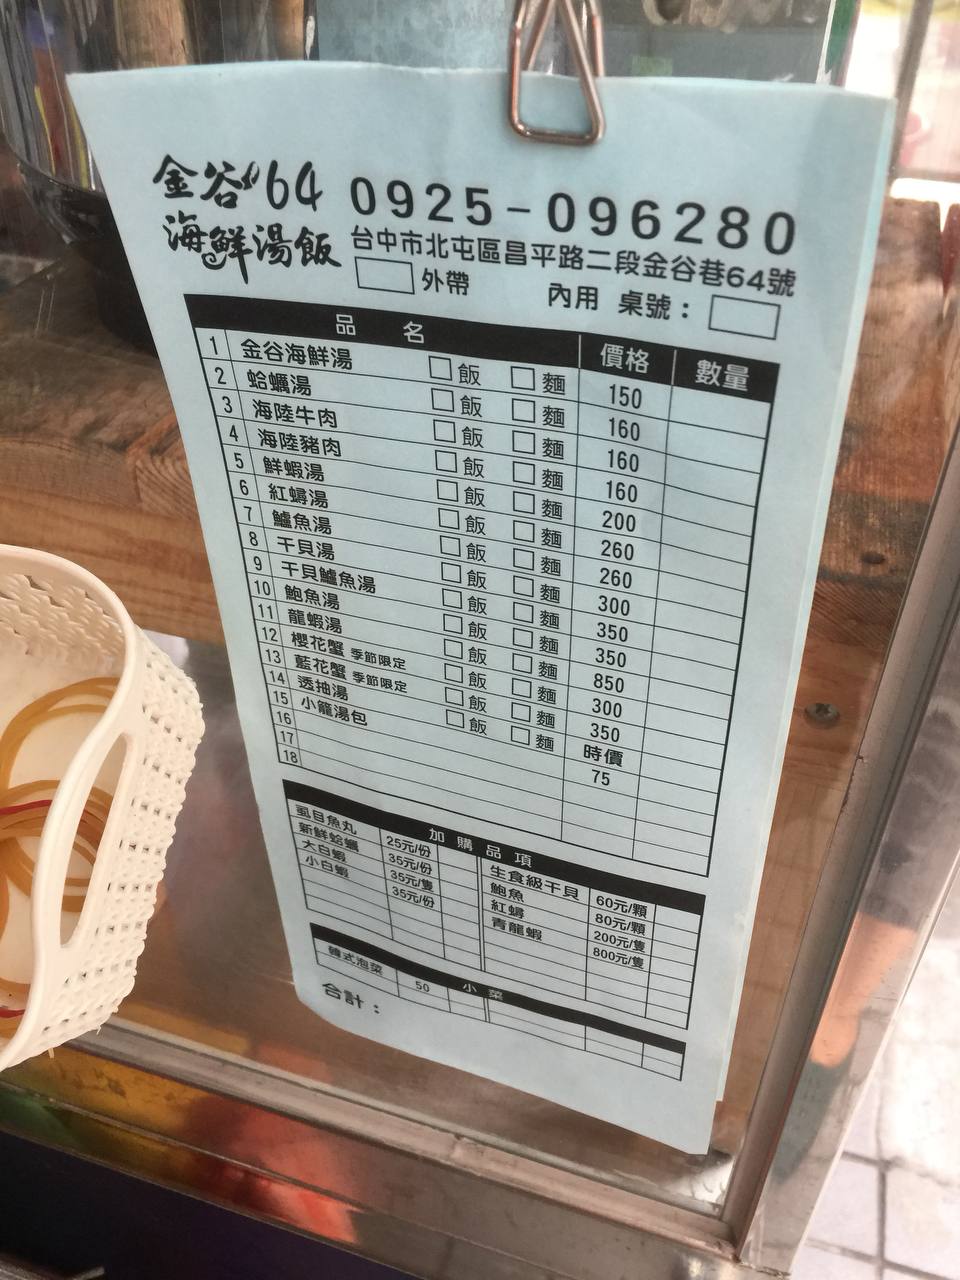 金谷64
海鮮湯飯
0925-096280
台中市北屯區昌平路二段金谷巷64號
□外帶 內用 桌號：□
品名 價格 數量
1 金谷海鮮湯 □飯 □麵 150
2 蛤蠣湯 □飯 □麵 160
3 海陸牛肉 □飯 □麵 160
4 海陸豬肉 □飯 □麵 160
5 鮮蝦湯 □飯 □麵 200
6 紅蟳湯 □飯 □麵 260
7 鱸魚湯 □飯 □麵 260
8 干貝湯 □飯 □麵 300
9 干貝鱸魚湯 □飯 □麵 350
10 鮑魚湯 □飯 □麵 350
11 龍蝦湯 □飯 □麵 850
12 櫻花蟹 季節限定 □飯 □麵 300
13 藍花蟹 季節限定 □飯 □麵 350
14 透抽湯 □飯 □麵 時價
15 小籠湯包 75
16
17
18
加購品項
虱目魚丸 25元/份 生食級干貝 60元/顆
新鮮蛤蠣 35元/份 鮑魚 80元/顆
大白蝦 35元/隻 紅蟳 200元/隻
小白蝦 35元/份 青龍蝦 800元/隻
小菜
韓式泡菜 50
合計：